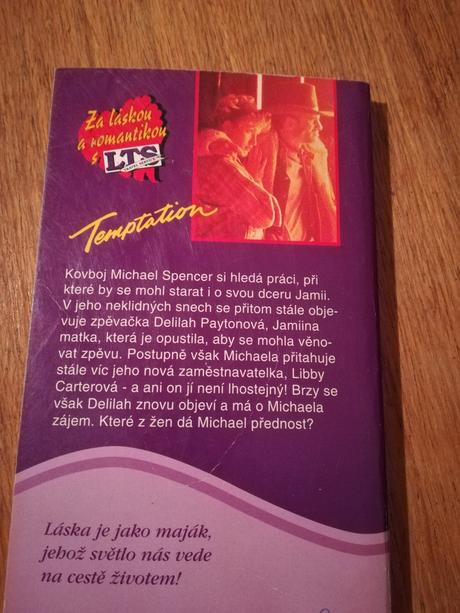 Za láskou
a romantikou
s LTS
Temptation
Kovboj Michael Spencer si hledá práci, při
které by se mohl starat i o svou dceru Jamii.
V jeho neklidných snech se přitom stále obje-
vuje zpěvačka Delilah Paytonová, Jamiina
matka, která je opustila, aby se mohla věno-
vat zpěvu. Postupně však Michaela přitahuje
stále víc jeho nová zaměstnavatelka, Libby
Carterová - a ani on jí není lhostejný! Brzy se
však Delilah znovu objeví a má o Michaela
zájem. Které z žen dá Michael přednost?
Láska je jako maják,
jehož světlo nás vede
na cestě životem!